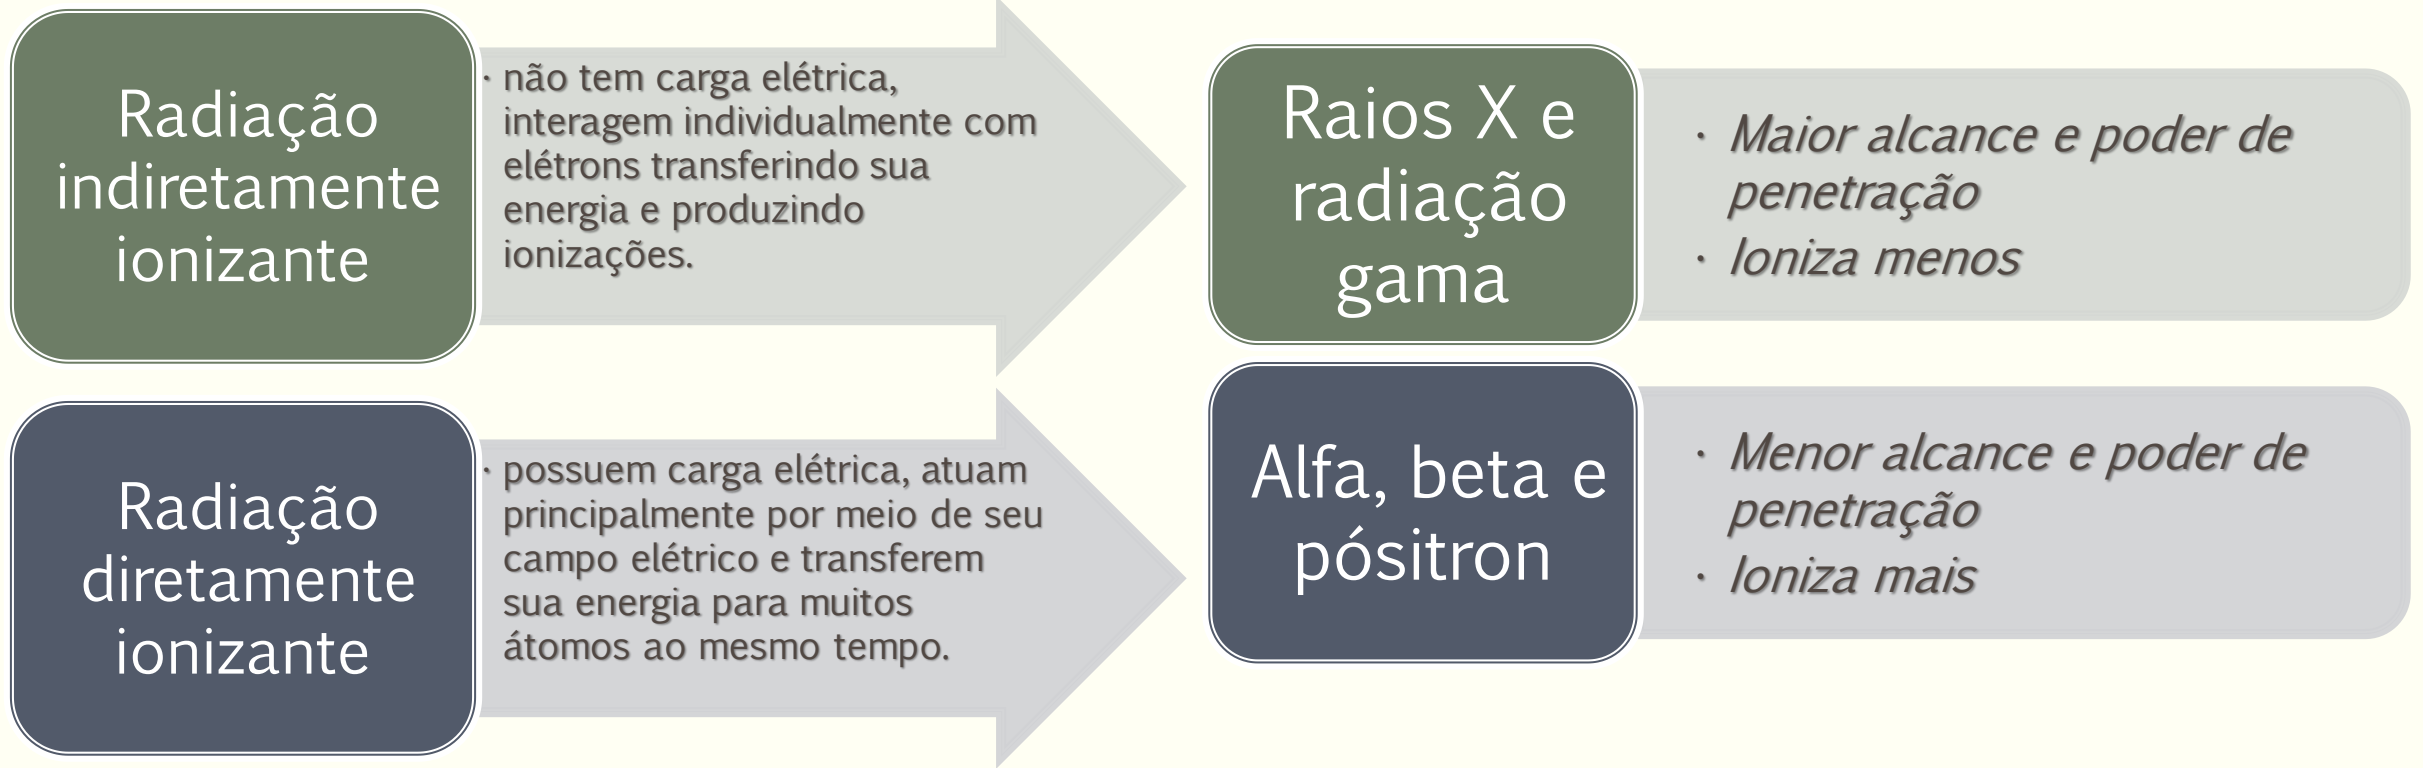 Radiação
indiretamente
ionizante
· não tem carga elétrica,
interagem individualmente com
elétrons transferindo sua
energia e produzindo
ionizações.
Raios X e
radiação
gama
· Maior alcance e poder de
penetração
· Ioniza menos
Radiação
diretamente
ionizante
· possuem carga elétrica, atuam
principalmente por meio de seu
campo elétrico e transferem
sua energia para muitos
átomos ao mesmo tempo.
Alfa, beta e
pósitron
· Menor alcance e poder de
penetração
· Ioniza mais